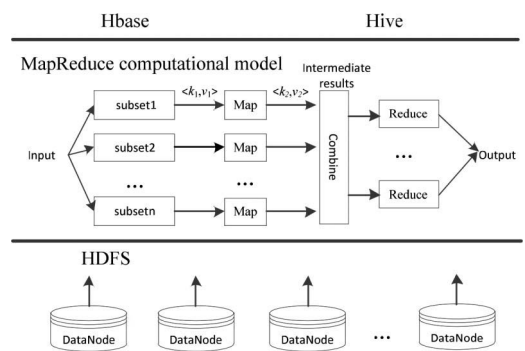 Hbase Hive
MapReduce computational model
Intermediate
results
<k₁,v₁> <k₂,v₂>
subset1 Map Reduce
Input subset2 Map Combine ... Output
... ...
subsetn Map Reduce
HDFS
DataNode DataNode DataNode ... DataNode